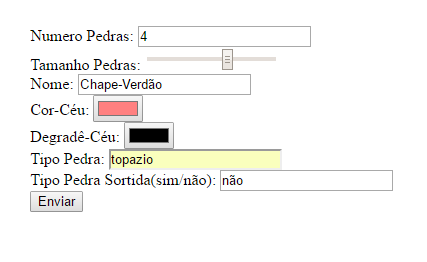 Numero Pedras: 4
Tamanho Pedras:
Nome: Chape-Verdão
Cor-Céu:
Degradê-Céu:
Tipo Pedra: topazio
Tipo Pedra Sortida(sim/não): não
Enviar